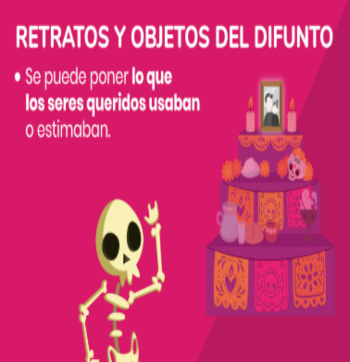 RETRATOS Y OBJETOS DEL DIFUNTO
• Se puede poner lo que
los seres queridos usaban
o estimaban.